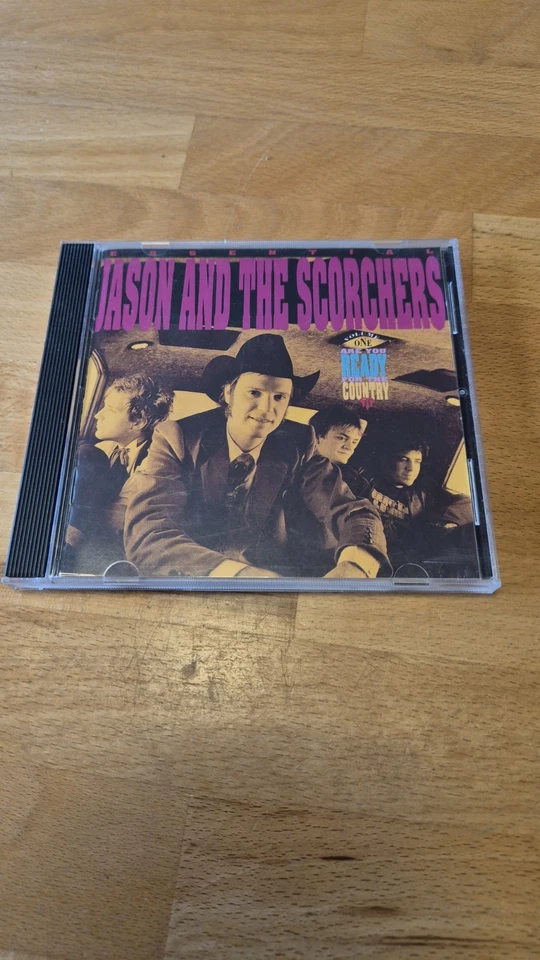 ESSENTIAL
JASON AND THE SCORCHERS
VOLUME
ONE
ARE YOU
READY
FOR THE
COUNTRY